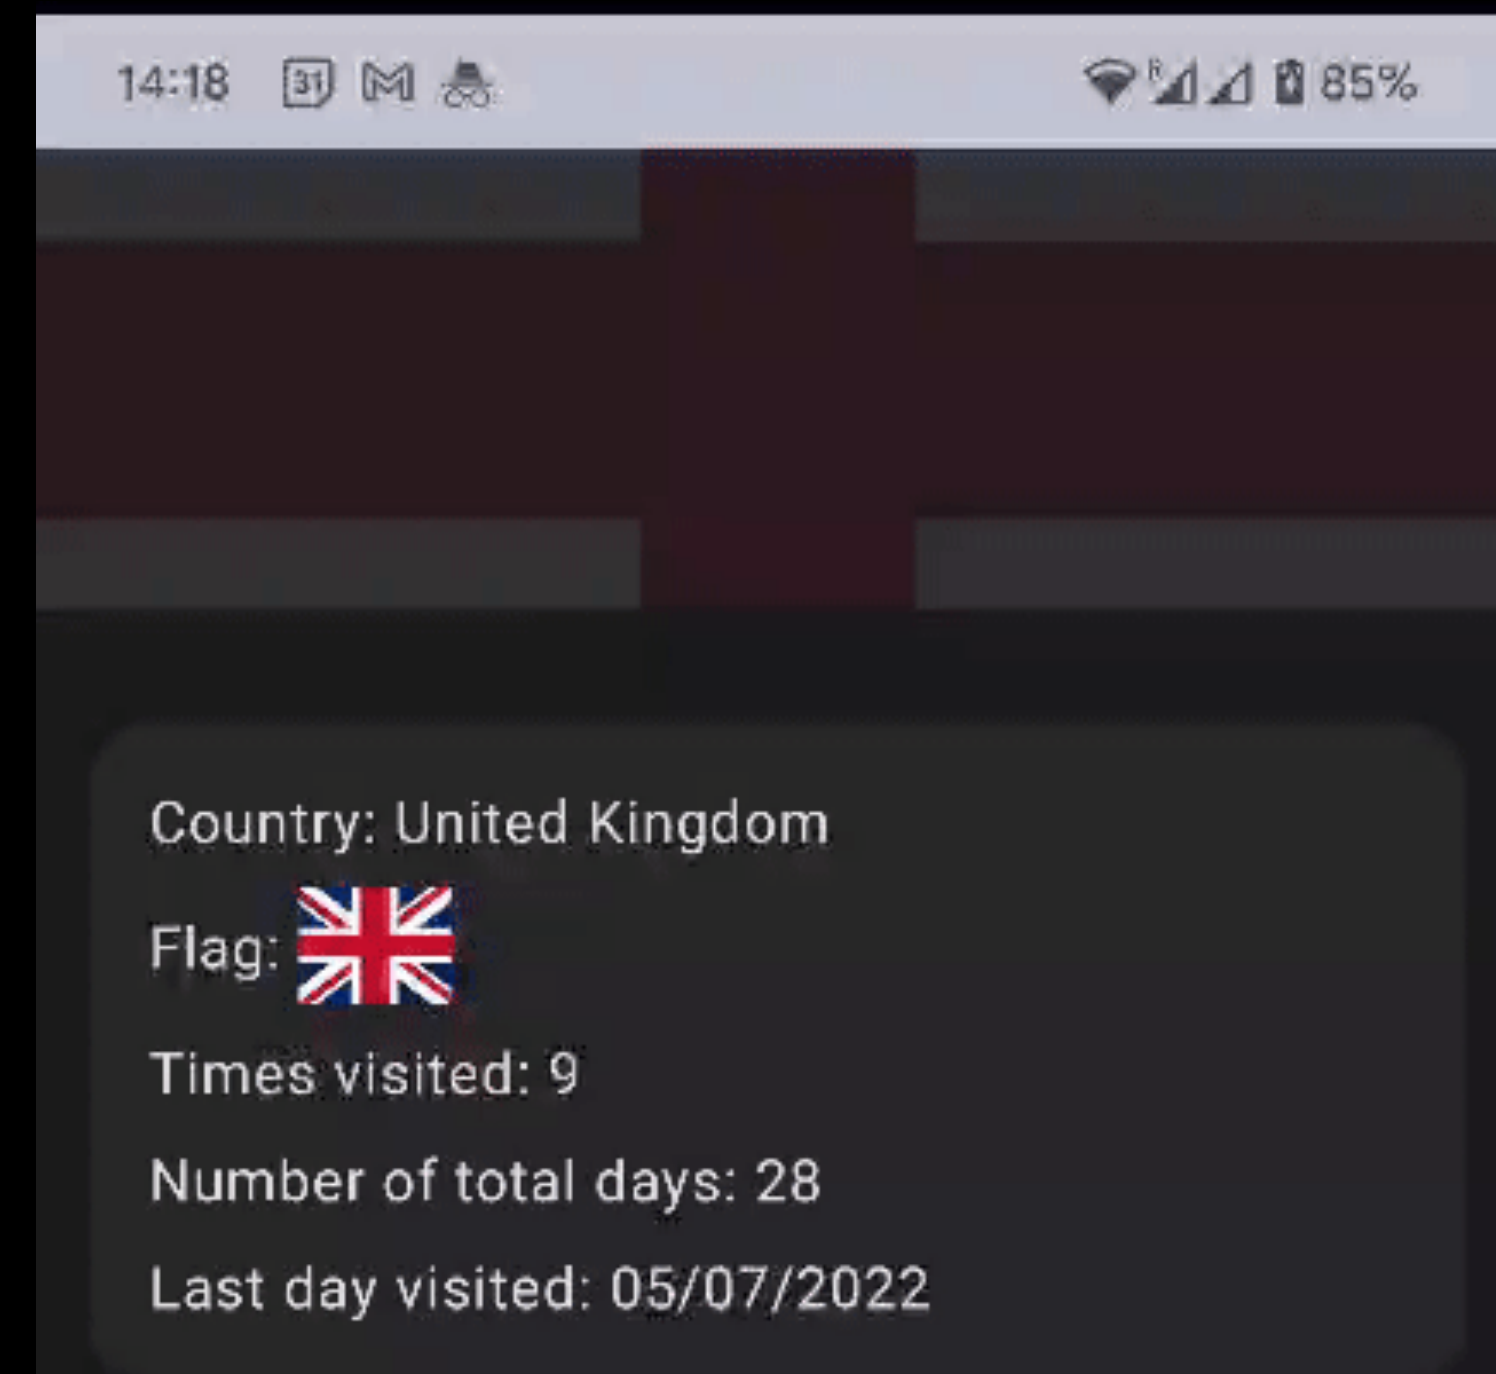 14:18 31 R 85%
Country: United Kingdom
Flag:
Times visited: 9
Number of total days: 28
Last day visited: 05/07/2022